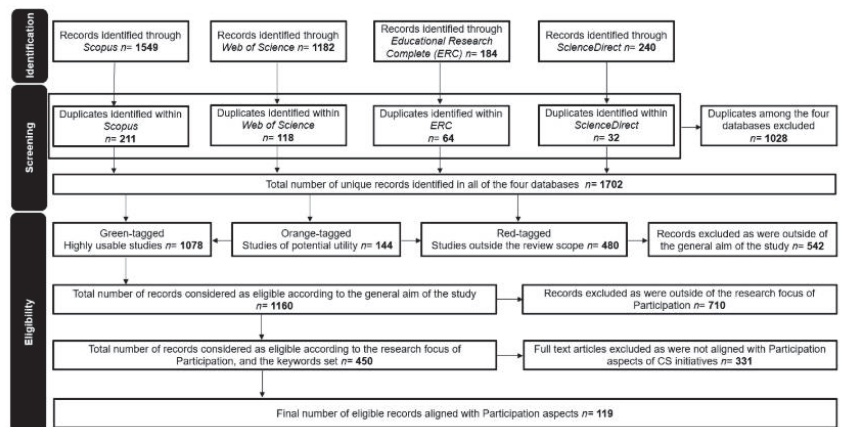 Identification
Records identified through
Scopus n= 1549
Records identified through
Web of Science n= 1182
Records identified through
Educational Research
Complete (ERC) n= 184
Records identified through
ScienceDirect n= 240
Screening
Duplicates identified within
Scopus
n= 211
Duplicates identified within
Web of Science
n= 118
Duplicates identified within
ERC
n= 64
Duplicates identified within
ScienceDirect
n= 32
Duplicates among the four
databases excluded
n= 1028
Total number of unique records identified in all of the four databases n= 1702
Eligibility
Green-tagged
Highly usable studies n= 1078
Orange-tagged
Studies of potential utility n= 144
Red-tagged
Studies outside the review scope n= 480
Records excluded as were outside of
the general aim of the study n= 542
Total number of records considered as eligible according to the general aim of the study
n= 1160
Records excluded as were outside of the research focus of
Participation n= 710
Total number of records considered as eligible according to the research focus of
Participation, and the keywords set n= 450
Full text articles excluded as were not aligned with Participation
aspects of CS initiatives n= 331
Final number of eligible records aligned with Participation aspects n= 119